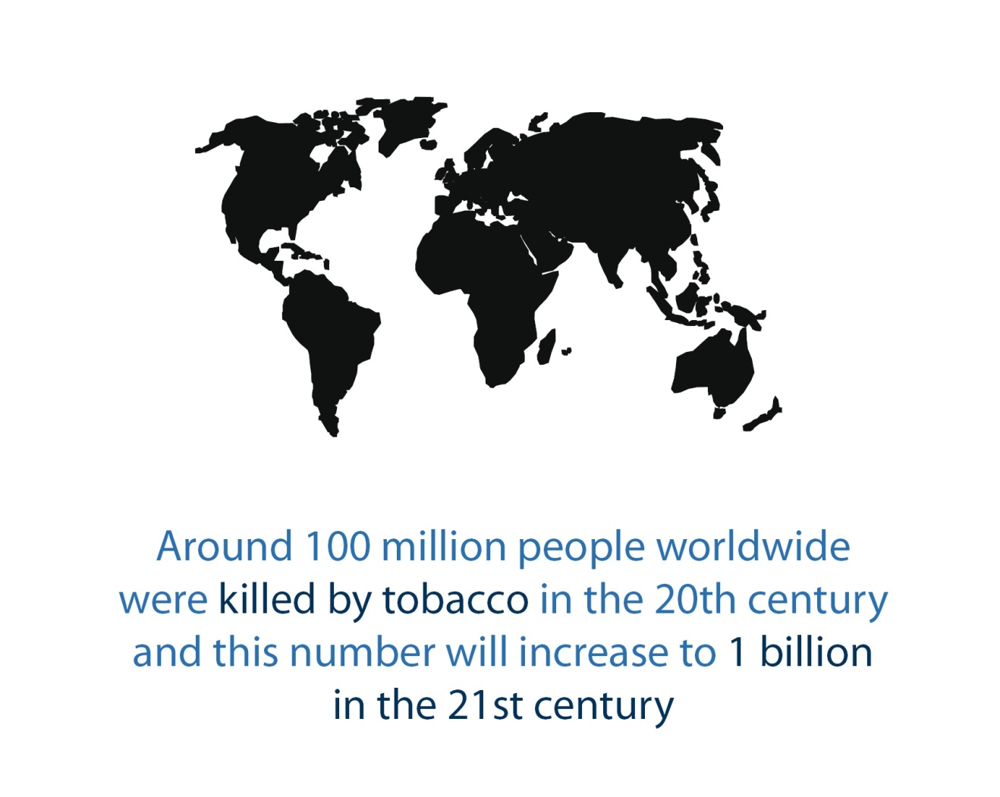 Around 100 million people worldwide
were killed by tobacco in the 20th century
and this number will increase to 1 billion
in the 21st century